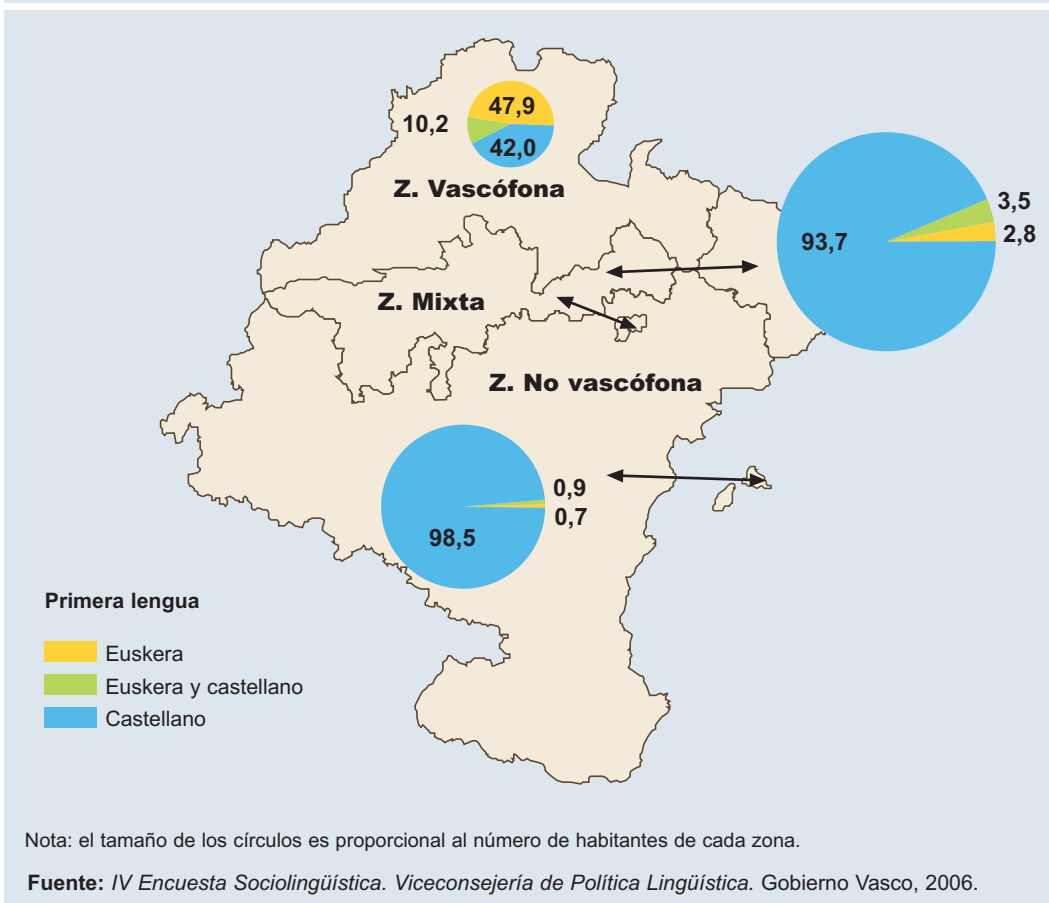 47,9
10,2
42,0
Z. Vascófona
3,5
2,8
93,7
Z. Mixta
Z. No vascófona
0,9
0,7
98,5
Primera lengua
Euskera
Euskera y castellano
Castellano
Nota: el tamaño de los círculos es proporcional al número de habitantes de cada zona.
Fuente: IV Encuesta Sociolingüística. Viceconsejería de Política Lingüística. Gobierno Vasco, 2006.